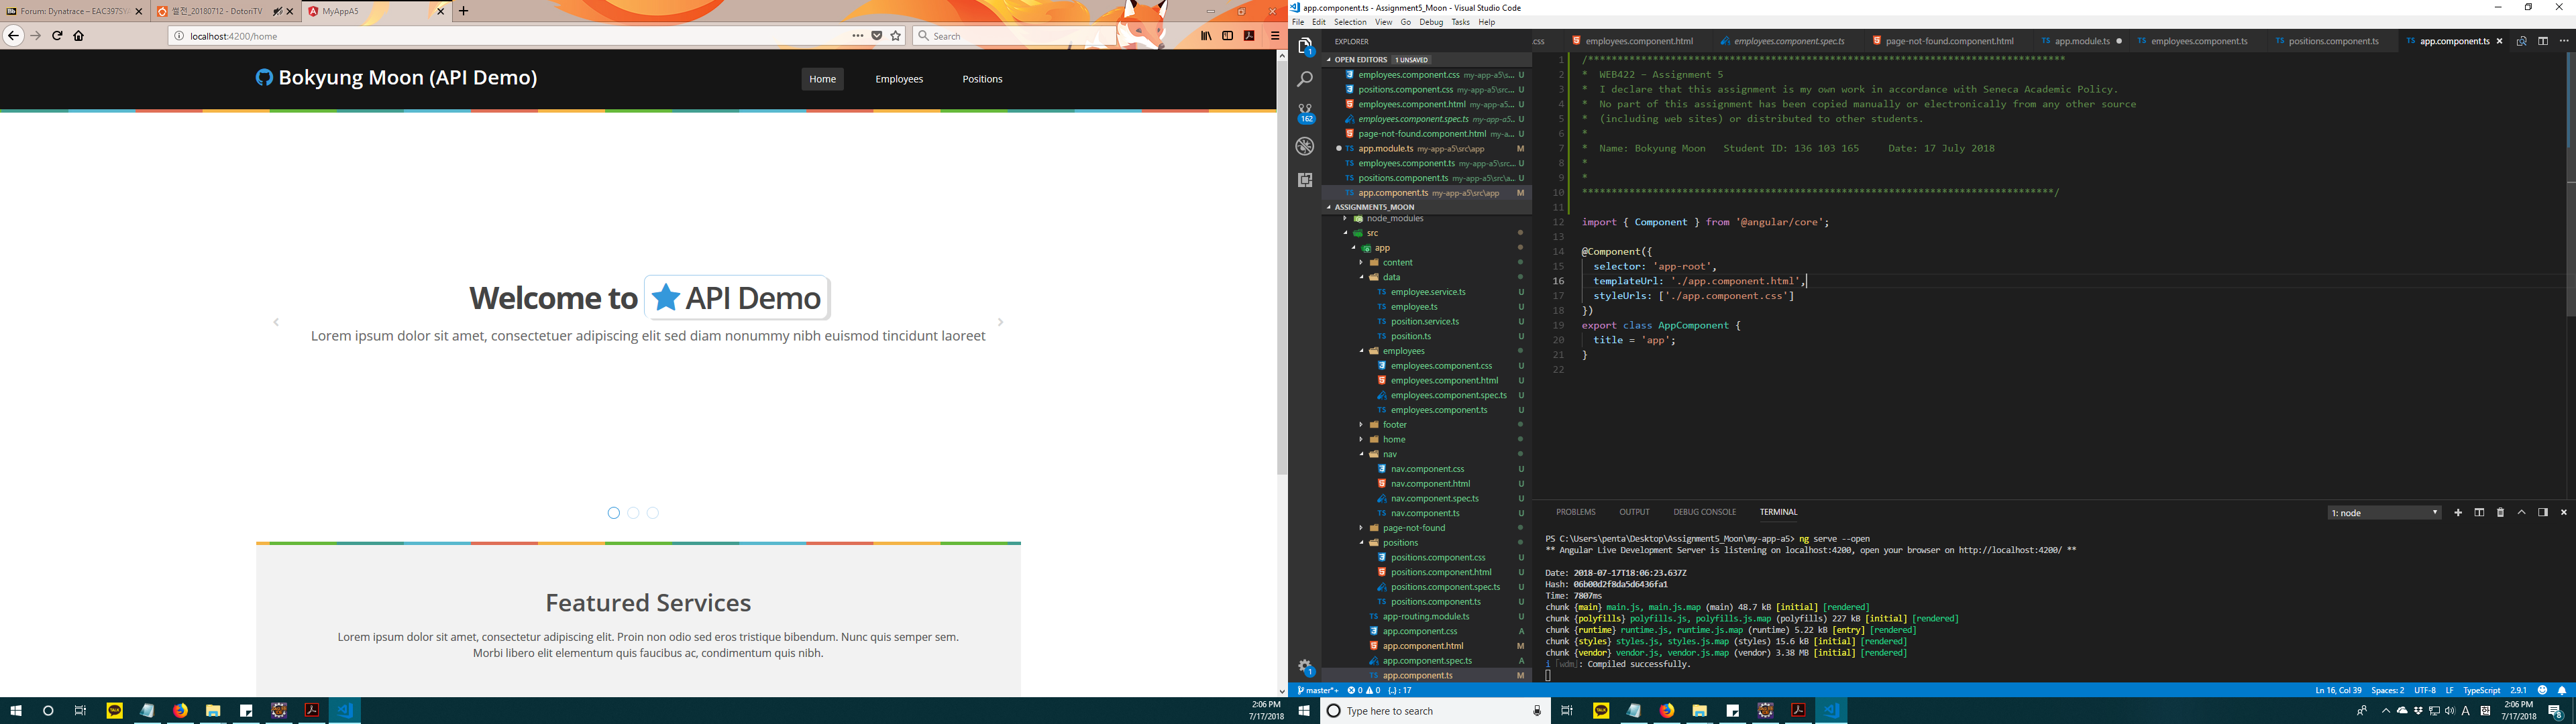 Forum: Dynatrace – EAC397SYA
썰전_20180712 - DotoriTV
MyAppA5
localhost:4200/home
Search
Bokyung Moon (API Demo)
Home
Employees
Positions
Welcome to API Demo
Lorem ipsum dolor sit amet, consectetuer adipiscing elit sed diam nonummy nibh euismod tincidunt laoreet
Featured Services
Lorem ipsum dolor sit amet, consectetur adipiscing elit. Proin non odio sed eros tristique bibendum. Nunc quis semper sem.
Morbi libero elit elementum quis faucibus ac, condimentum quis nibh.
2:06 PM
7/17/2018
app.component.ts - Assignment5_Moon - Visual Studio Code
File Edit Selection View Go Debug Tasks Help
EXPLORER
OPEN EDITORS 1 UNSAVED
employees.component.css my-app-a5\s... U
positions.component.css my-app-a5\src... U
employees.component.html my-app-a5... U
employees.component.spec.ts my-app-a5... U
page-not-found.component.html my-a... U
TS app.module.ts my-app-a5\src\app M
TS employees.component.ts my-app-a5\src... U
TS positions.component.ts my-app-a5\src\a... U
TS app.component.ts my-app-a5\src\app M
ASSIGNMENT5_MOON
node_modules
src
app
content
data
TS employee.service.ts U
TS employee.ts U
TS position.service.ts U
TS position.ts U
employees
employees.component.css U
employees.component.html U
employees.component.spec.ts U
TS employees.component.ts U
footer
home
nav
nav.component.css U
nav.component.html U
nav.component.spec.ts U
TS nav.component.ts U
page-not-found
positions
positions.component.css U
positions.component.html U
positions.component.spec.ts U
TS positions.component.ts U
TS app-routing.module.ts U
app.component.css A
app.component.html M
app.component.spec.ts A
TS app.component.ts M
1
162
1
.css
employees.component.html
employees.component.spec.ts
page-not-found.component.html
TS app.module.ts
TS employees.component.ts
TS positions.component.ts
TS app.component.ts
1 /*********************************************************************************
2 * WEB422 – Assignment 5
3 * I declare that this assignment is my own work in accordance with Seneca Academic Policy.
4 * No part of this assignment has been copied manually or electronically from any other source
5 * (including web sites) or distributed to other students.
6 *
7 * Name: Bokyung Moon Student ID: 136 103 165 Date: 17 July 2018
8 *
9 *
10 ********************************************************************************/
11
12 import { Component } from '@angular/core';
13
14 @Component({
15 selector: 'app-root',
16 templateUrl: './app.component.html',
17 styleUrls: ['./app.component.css']
18 })
19 export class AppComponent {
20 title = 'app';
21 }
22
PROBLEMS OUTPUT DEBUG CONSOLE TERMINAL
1: node
PS C:\Users\penta\Desktop\Assignment5_Moon\my-app-a5> ng serve --open
** Angular Live Development Server is listening on localhost:4200, open your browser on http://localhost:4200/ **
Date: 2018-07-17T18:06:23.637Z
Hash: 06b00d2f8da5d6436fa1
Time: 7807ms
chunk {main} main.js, main.js.map (main) 48.7 kB [initial] [rendered]
chunk {polyfills} polyfills.js, polyfills.js.map (polyfills) 227 kB [initial] [rendered]
chunk {runtime} runtime.js, runtime.js.map (runtime) 5.22 kB [entry] [rendered]
chunk {styles} styles.js, styles.js.map (styles) 15.6 kB [initial] [rendered]
chunk {vendor} vendor.js, vendor.js.map (vendor) 3.38 MB [initial] [rendered]
i ｢wdm｣: Compiled successfully.
master*+ 0 0 {..} : 17
Ln 16, Col 39 Spaces: 2 UTF-8 LF TypeScript 2.9.1
Type here to search
A
2:06 PM
7/17/2018